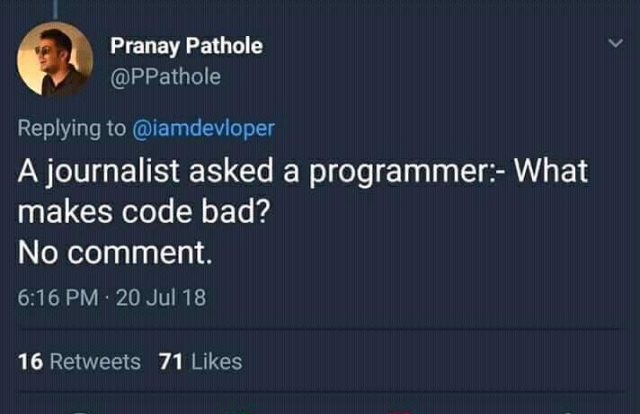 Pranay Pathole
@PPathole
Replying to @iamdevloper
A journalist asked a programmer:- What
makes code bad?
No comment.
6:16 PM · 20 Jul 18
16 Retweets 71 Likes